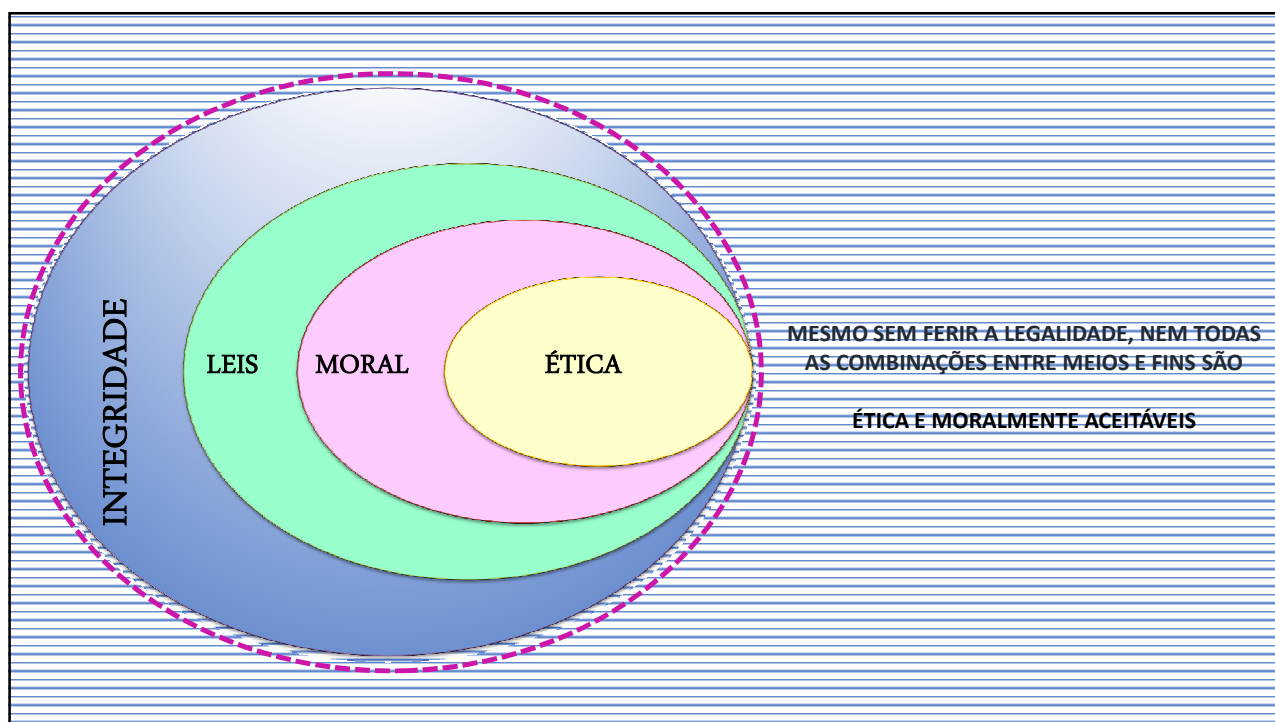 INTEGRIDADE
LEIS
MORAL
ÉTICA
MESMO SEM FERIR A LEGALIDADE, NEM TODAS
AS COMBINAÇÕES ENTRE MEIOS E FINS SÃO
ÉTICA E MORALMENTE ACEITÁVEIS